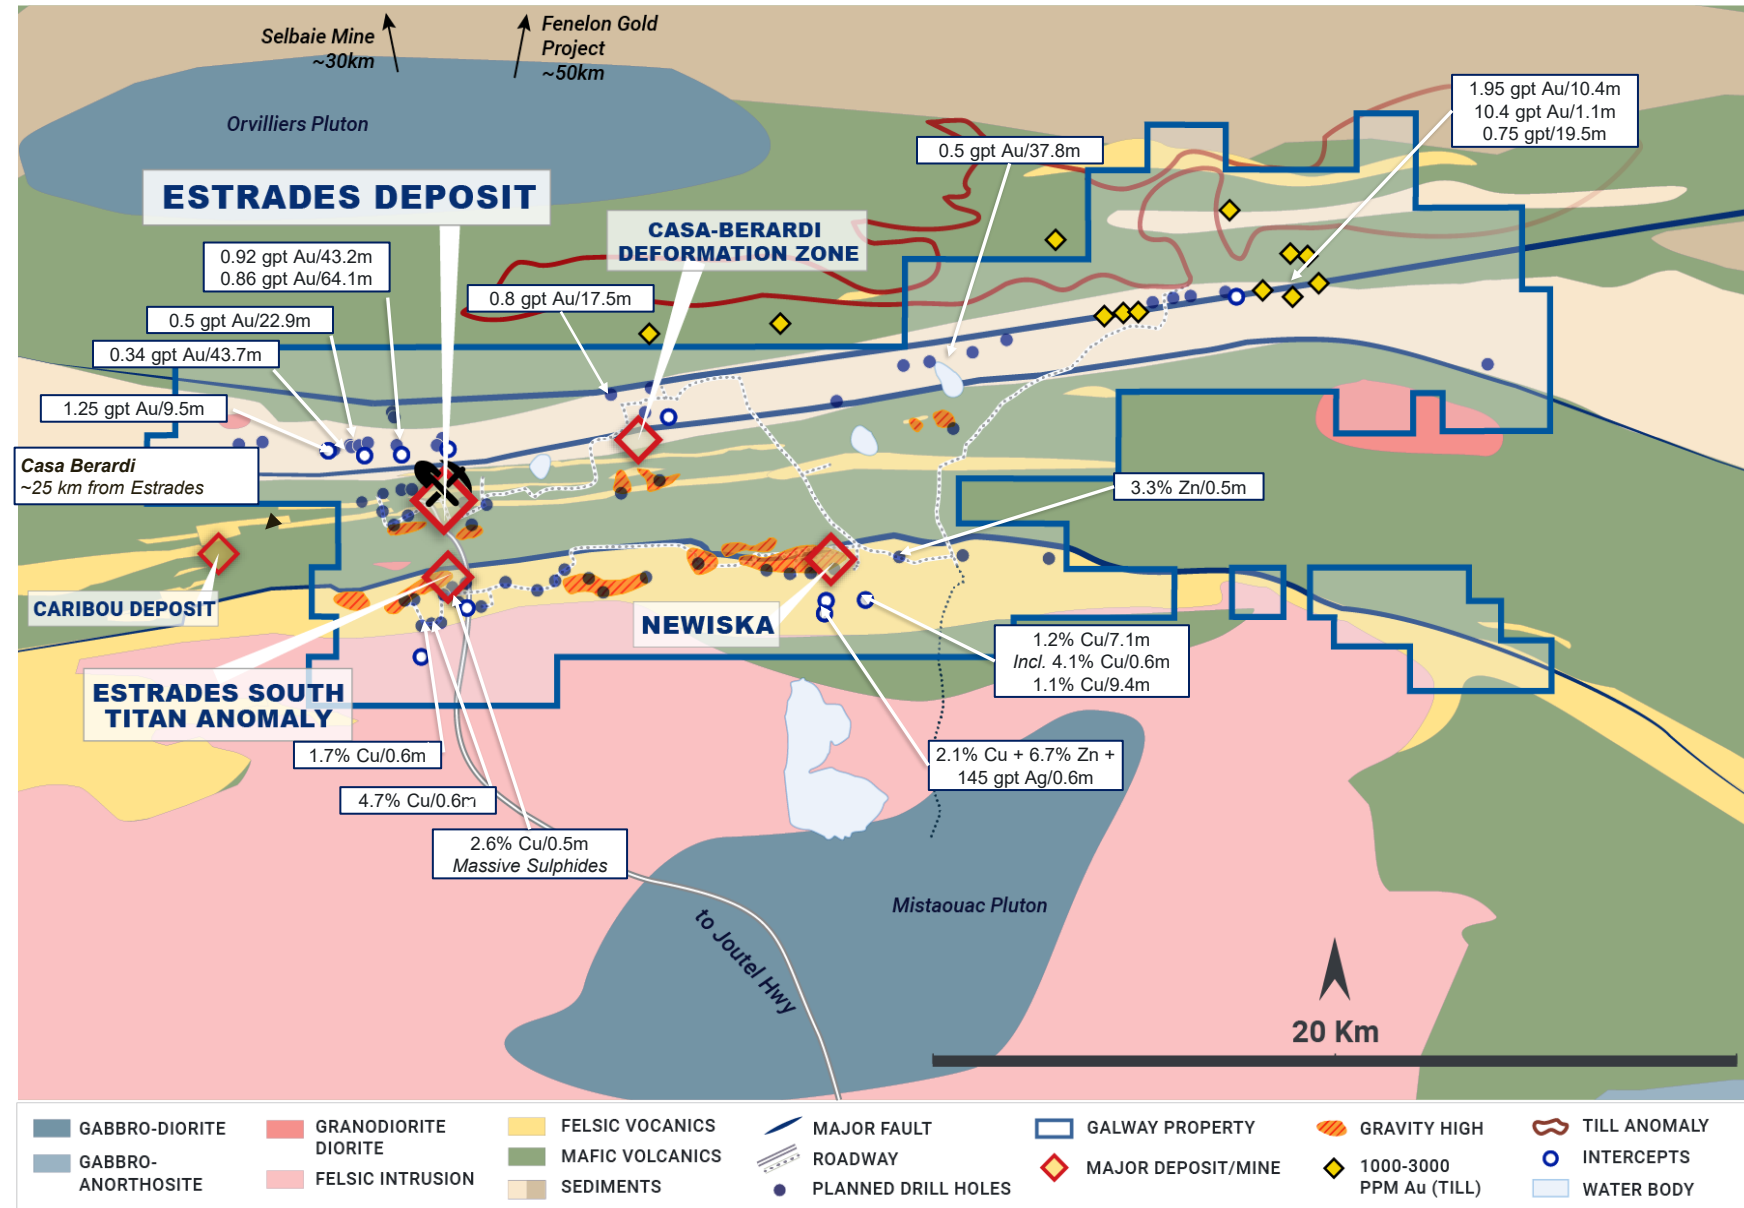 Selbaie Mine
~30km
Fenelon Gold
Project
~50km
Orvilliers Pluton
1.95 gpt Au/10.4m
10.4 gpt Au/1.1m
0.75 gpt/19.5m
0.5 gpt Au/37.8m
ESTRADES DEPOSIT
CASA-BERARDI
DEFORMATION ZONE
0.92 gpt Au/43.2m
0.86 gpt Au/64.1m
0.8 gpt Au/17.5m
0.5 gpt Au/22.9m
0.34 gpt Au/43.7m
1.25 gpt Au/9.5m
Casa Berardi
~25 km from Estrades
3.3% Zn/0.5m
CARIBOU DEPOSIT
NEWISKA
1.2% Cu/7.1m
Incl. 4.1% Cu/0.6m
1.1% Cu/9.4m
ESTRADES SOUTH
TITAN ANOMALY
1.7% Cu/0.6m
2.1% Cu + 6.7% Zn +
145 gpt Ag/0.6m
4.7% Cu/0.6m
2.6% Cu/0.5m
Massive Sulphides
Mistaouac Pluton
to Joutel Hwy
20 Km
GABBRO-DIORITE
GABBRO-
ANORTHOSITE
GRANODIORITE
DIORITE
FELSIC INTRUSION
FELSIC VOCANICS
MAFIC VOLCANICS
SEDIMENTS
MAJOR FAULT
ROADWAY
PLANNED DRILL HOLES
GALWAY PROPERTY
MAJOR DEPOSIT/MINE
GRAVITY HIGH
1000-3000
PPM Au (TILL)
TILL ANOMALY
INTERCEPTS
WATER BODY